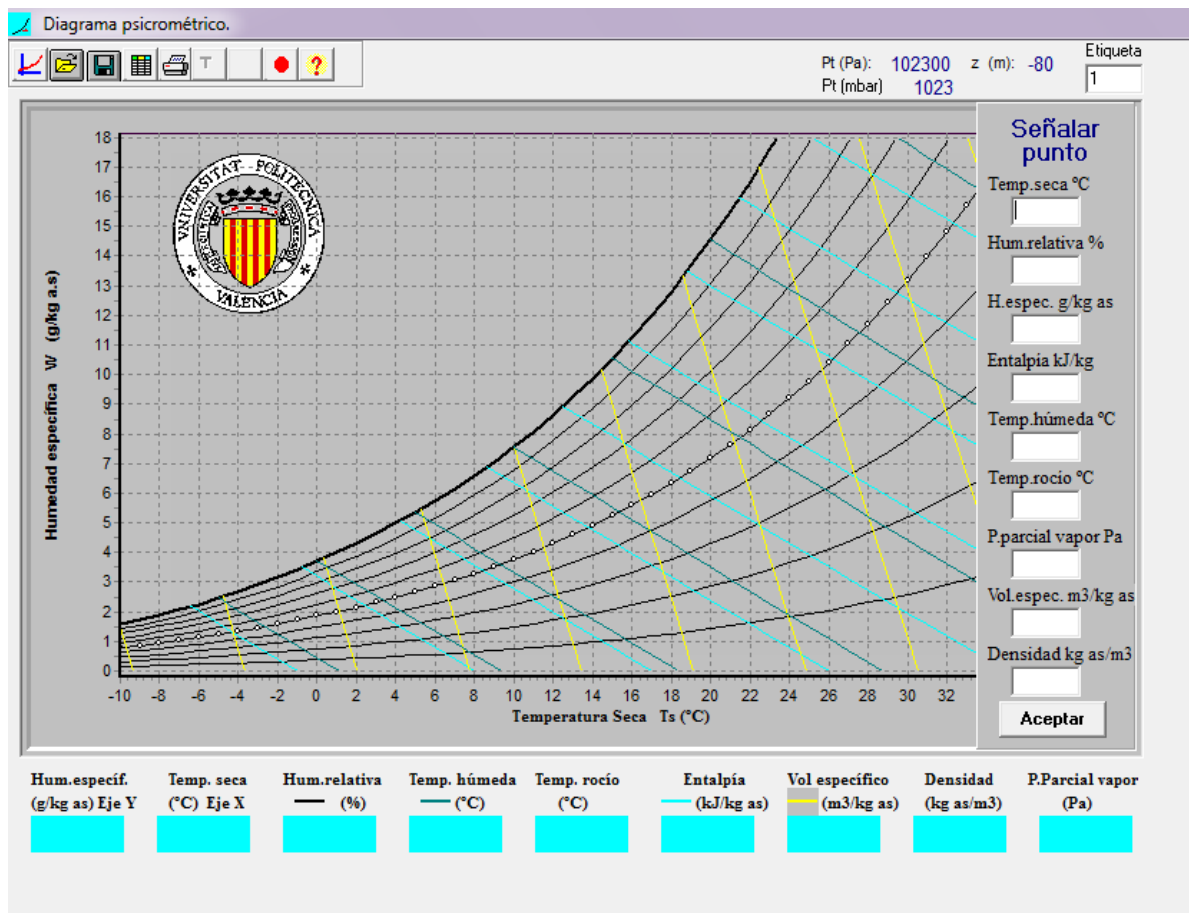 Diagrama psicrométrico.
T
?
Pt (Pa): 102300 z (m): -80
Pt (mbar) 1023
Etiqueta
1
Señalar
punto
Temp.seca ºC
Hum.relativa %
H.espec. g/kg as
Entalpía kJ/kg
Temp.húmeda ºC
Temp.rocío ºC
P.parcial vapor Pa
Vol.espec. m3/kg as
Densidad kg as/m3
Aceptar
VNIVERSITAT POLITECNICA
VALENCIA
Humedad específica W (g/kg a.s)
18
17
16
15
14
13
12
11
10
9
8
7
6
5
4
3
2
1
0
-10 -8 -6 -4 -2 0 2 4 6 8 10 12 14 16 18 20 22 24 26 28 30 32
Temperatura Seca Ts (ºC)
Hum.específ. Temp. seca Hum.relativa Temp. húmeda Temp. rocío Entalpía Vol específico Densidad P.Parcial vapor
(g/kg as) Eje Y (ºC) Eje X (%) (ºC) (ºC) (kJ/kg as) (m3/kg as) (kg as/m3) (Pa)